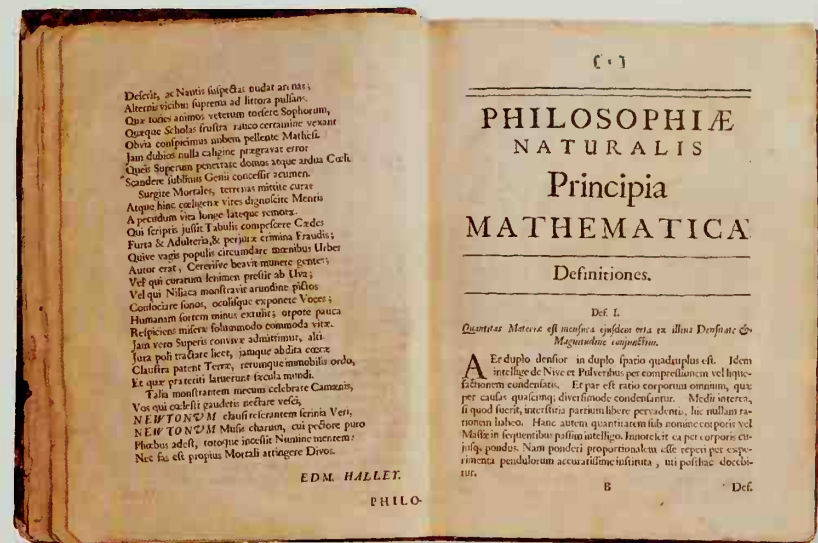 Deserit, ac Nautis suspectas nudat arenas;
Alternis vicibus suprema ad littora pulsans.
Quæ toties animos veterum torsere Sophorum,
Quæque Scholas frustra rauco certamine vexant
Obvia conspicimus nubem pellente Mathesi.
Jam dubios nulla caligine prægravat error
Queis Superum penetrare domos atque ardua Cœli
Scandere sublimis Genii concessit acumen.
Surgite Mortales, terrenas mittite curas
Atque hinc cœligenæ vires dignoscite Mentis
A pecudum vita longe lateque remotæ.
Qui scriptis jussit Tabulis compescere Cædes
Furta & Adulteria, & perjuræ crimina Fraudis;
Quive vagis populis circumdare mœnibus Urbes
Autor erat, Cererisve beavit munere gentes;
Vel qui curarum lenimen pressit ab Uva;
Vel qui Niliaca monstravit arundine pictos
Consociare sonos, oculisque exponere Voces;
Humanam sortem minus extulit; utpote pauca
Respiciens miseræ solummodo commoda vitæ.
Jam vero Superis convivæ admittimur, alti
Jura poli tractare licet, jamque abdita cœcæ
Claustra patent Terræ, rerumque immobilis ordo,
Et quæ præteriti latuerunt sæcula mundi.
Talia monstrantem mecum celebrate Camænis,
Vos qui cœlesti gaudetis nectare vesci,
NEWTONVM clausi reserantem scrinia Veri,
NEWTONVM Musis charum, cui pectore puro
Phœbus adest, totoque incessit Numine mentem:
Nec fas est propius Mortali attingere Divos.
EDM. HALLEY.
PHILO-
[ 1 ]
PHILOSOPHIÆ
NATURALIS
Principia
MATHEMATICA
Definitiones.
Def. I.
Quantitas Materiæ est mensura ejusdem orta ex illius Densitate &
Magnitudine conjunctim.
AEr duplo densior in duplo spatio quadruplus est. Idem
intellige de Nive et Pulveribus per compressionem vel lique-
factionem condensatis. Et par est ratio corporum omnium, quæ
per causas quascunq; diversimode condensantur. Medii interea,
si quod fuerit, interstitia partium libere pervadentis, hic nullam ra-
tionem habeo. Hanc autem quantitatem sub nomine corporis vel
Massæ in sequentibus passim intelligo. Innotescit ea per corporis cu-
jusq; pondus. Nam ponderi proportionalem esse reperi per expe-
rimenta pendulorum accuratissime instituta, uti posthac docebi-
tur.
B Def.